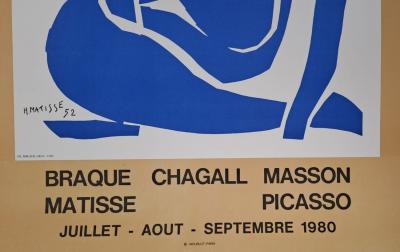 H. MATISSE
52
BRAQUE CHAGALL MASSON
MATISSE PICASSO
JUILLET - AOUT - SEPTEMBRE 1980